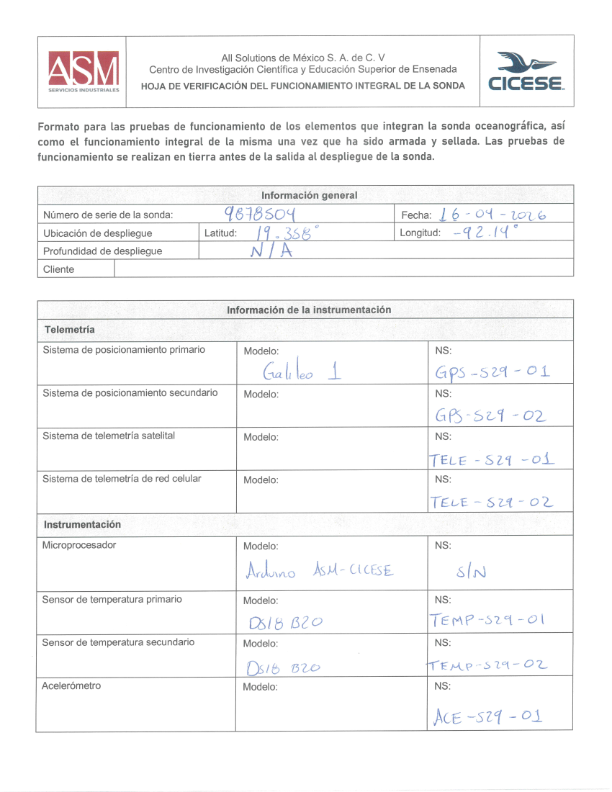 ASM
SERVICIOS INDUSTRIALES
All Solutions de México S. A. de C. V
Centro de Investigación Científica y Educación Superior de Ensenada
HOJA DE VERIFICACIÓN DEL FUNCIONAMIENTO INTEGRAL DE LA SONDA
CICESE
Formato para las pruebas de funcionamiento de los elementos que integran la sonda oceanográfica, así
como el funcionamiento integral de la misma una vez que ha sido armada y sellada. Las pruebas de
funcionamiento se realizan en tierra antes de la salida al despliegue de la sonda.
Información general
Número de serie de la sonda: 9878504 Fecha: 16-04-2026
Ubicación de despliegue Latitud: 19.358° Longitud: -92.14°
Profundidad de despliegue N/A
Cliente
Información de la instrumentación
Telemetría
Sistema de posicionamiento primario Modelo: NS:
Galileo 1 GPS-S29-01
Sistema de posicionamiento secundario Modelo: NS:
GPS-S29-02
Sistema de telemetría satelital Modelo: NS:
TELE-S29-01
Sistema de telemetría de red celular Modelo: NS:
TELE-S29-02
Instrumentación
Microprocesador Modelo: NS:
Arduino ASM-CICESE S/N
Sensor de temperatura primario Modelo: NS:
DS18 B20 TEMP-S29-01
Sensor de temperatura secundario Modelo: NS:
DS18 B20 TEMP-S29-02
Acelerómetro Modelo: NS:
ACE-S29-01